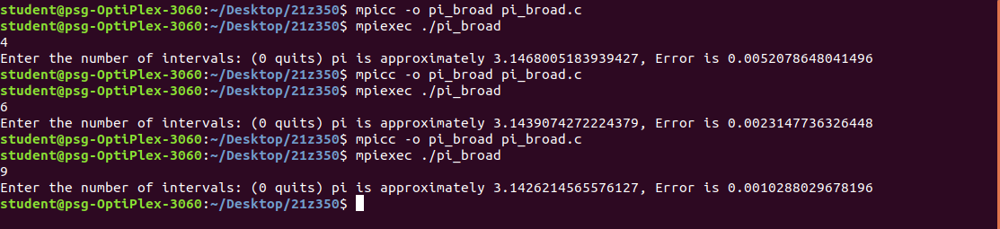 student@psg-OptiPlex-3060:~/Desktop/21z350$ mpicc -o pi_broad pi_broad.c
student@psg-OptiPlex-3060:~/Desktop/21z350$ mpiexec ./pi_broad
4
Enter the number of intervals: (0 quits) pi is approximately 3.1468005183939427, Error is 0.0052078648041496
student@psg-OptiPlex-3060:~/Desktop/21z350$ mpicc -o pi_broad pi_broad.c
student@psg-OptiPlex-3060:~/Desktop/21z350$ mpiexec ./pi_broad
6
Enter the number of intervals: (0 quits) pi is approximately 3.1439074272224379, Error is 0.0023147736326448
student@psg-OptiPlex-3060:~/Desktop/21z350$ mpicc -o pi_broad pi_broad.c
student@psg-OptiPlex-3060:~/Desktop/21z350$ mpiexec ./pi_broad
9
Enter the number of intervals: (0 quits) pi is approximately 3.1426214565576127, Error is 0.0010288029678196
student@psg-OptiPlex-3060:~/Desktop/21z350$